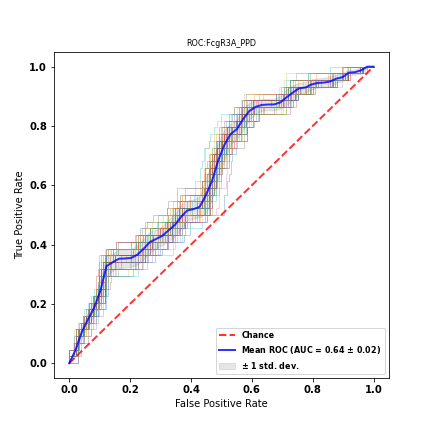 ROC:FcgR3A_PPD
True Positive Rate
1.0
0.8
0.6
0.4
0.2
0.0
Chance
Mean ROC (AUC = 0.64 ± 0.02)
± 1 std. dev.
0.0 0.2 0.4 0.6 0.8 1.0
False Positive Rate